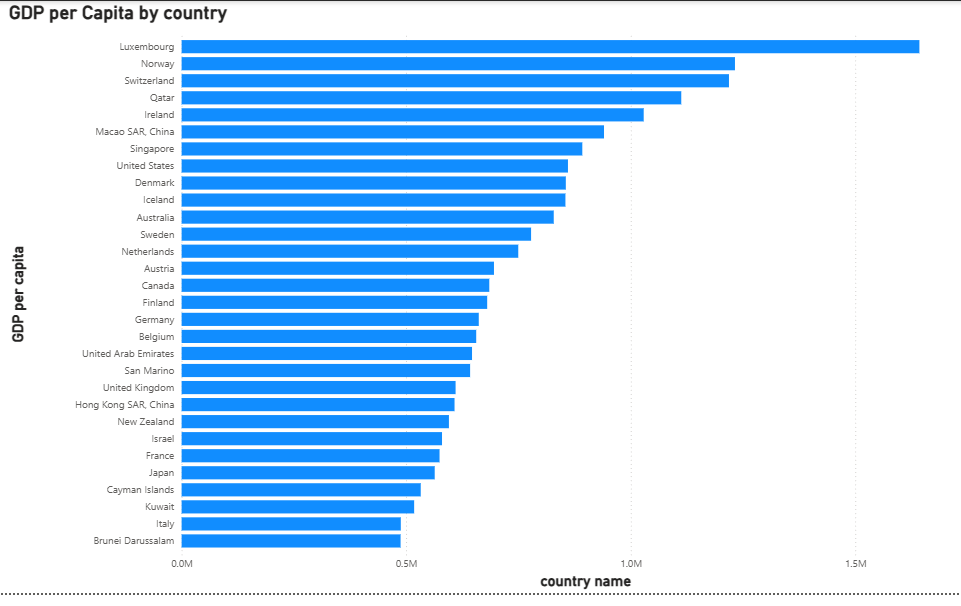 GDP per Capita by country
GDP per capita
Luxembourg
Norway
Switzerland
Qatar
Ireland
Macao SAR, China
Singapore
United States
Denmark
Iceland
Australia
Sweden
Netherlands
Austria
Canada
Finland
Germany
Belgium
United Arab Emirates
San Marino
United Kingdom
Hong Kong SAR, China
New Zealand
Israel
France
Japan
Cayman Islands
Kuwait
Italy
Brunei Darussalam
0.0M 0.5M 1.0M 1.5M
country name